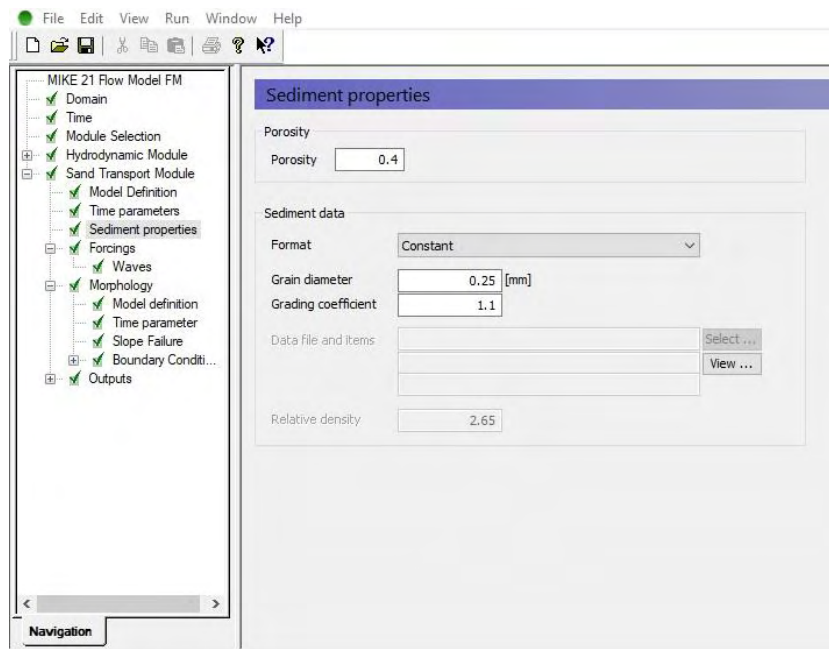 File Edit View Run Window Help
MIKE 21 Flow Model FM
Domain
Time
Module Selection
Hydrodynamic Module
Sand Transport Module
Model Definition
Time parameters
Sediment properties
Forcings
Waves
Morphology
Model definition
Time parameter
Slope Failure
Boundary Conditi...
Outputs
Navigation
Sediment properties
Porosity
Porosity 0.4
Sediment data
Format Constant
Grain diameter 0.25 [mm]
Grading coefficient 1.1
Data file and items Select ...
View ...
Relative density 2.65